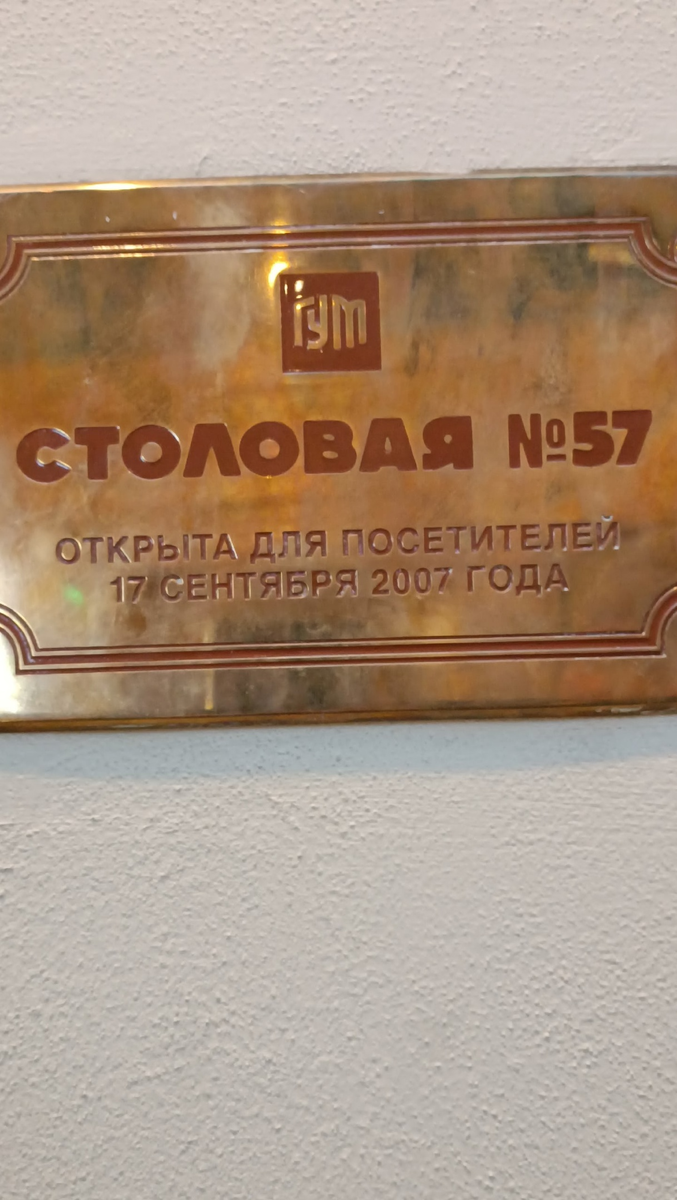 ГУМ
СТОЛОВАЯ №57
ОТКРЫТА ДЛЯ ПОСЕТИТЕЛЕЙ
17 СЕНТЯБРЯ 2007 ГОДА